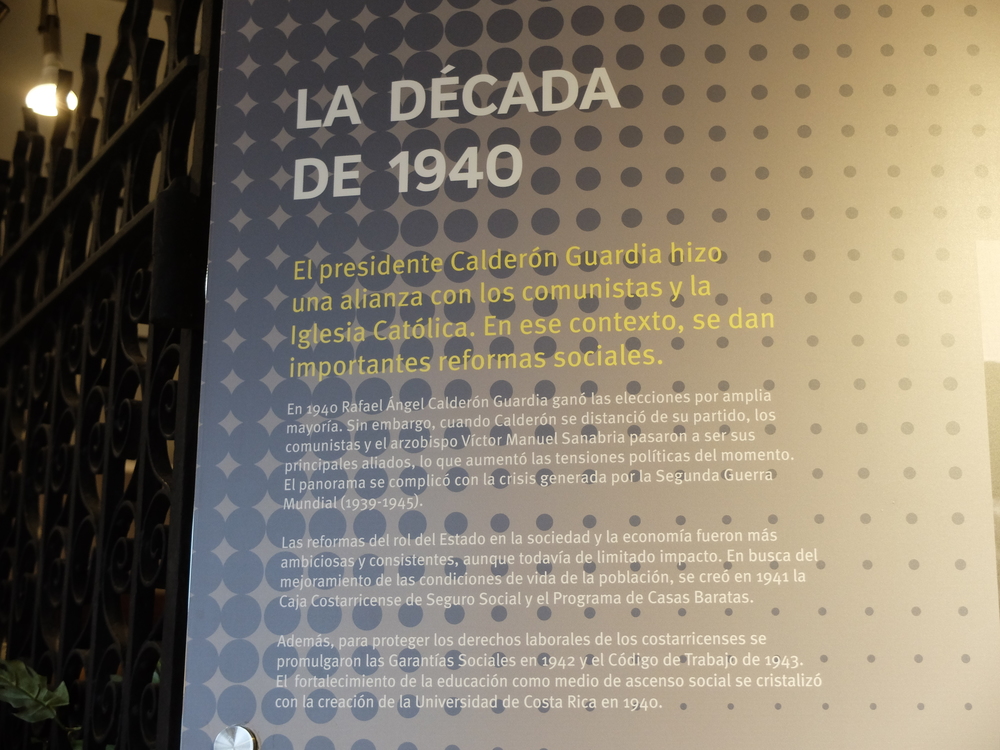 LA DÉCADA
DE 1940
El presidente Calderón Guardia hizo
una alianza con los comunistas y la
Iglesia Católica. En ese contexto, se dan
importantes reformas sociales.
En 1940 Rafael Ángel Calderón Guardia ganó las elecciones por amplia
mayoría. Sin embargo, cuando Calderón se distanció de su partido, los
comunistas y el arzobispo Víctor Manuel Sanabria pasaron a ser sus
principales aliados, lo que aumentó las tensiones políticas del momento.
El panorama se complicó con la crisis generada por la Segunda Guerra
Mundial (1939-1945).
Las reformas del rol del Estado en la sociedad y la economía fueron más
ambiciosas y consistentes, aunque todavía de limitado impacto. En busca del
mejoramiento de las condiciones de vida de la población, se creó en 1941 la
Caja Costarricense de Seguro Social y el Programa de Casas Baratas.
Además, para proteger los derechos laborales de los costarricenses se
promulgaron las Garantías Sociales en 1942 y el Código de Trabajo de 1943.
El fortalecimiento de la educación como medio de ascenso social se cristalizó
con la creación de la Universidad de Costa Rica en 1940.